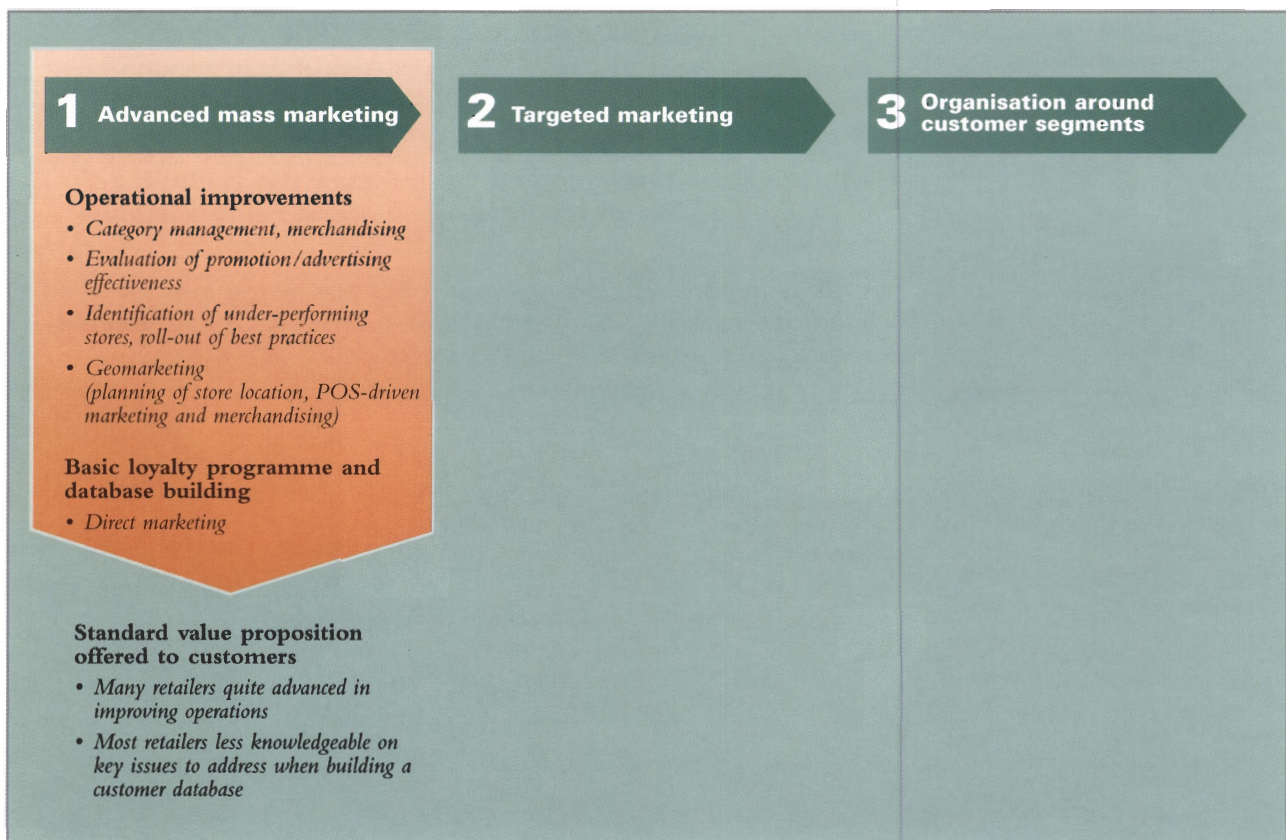 1 Advanced mass marketing
2 Targeted marketing
3 Organisation around
customer segments
Operational improvements
• Category management, merchandising
• Evaluation of promotion/advertising
effectiveness
• Identification of under-performing
stores, roll-out of best practices
• Geomarketing
(planning of store location, POS-driven
marketing and merchandising)
Basic loyalty programme and
database building
• Direct marketing
Standard value proposition
offered to customers
• Many retailers quite advanced in
improving operations
• Most retailers less knowledgeable on
key issues to address when building a
customer database